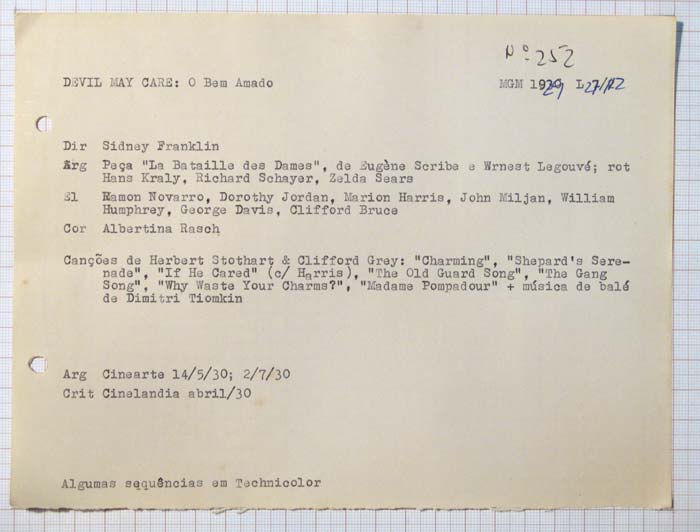 Nº 252
DEVIL MAY CARE: O Bem Amado MGM 1929 L27/12
Dir Sidney Franklin
Arg Peça "La Bataille des Dames", de Eugène Scribe e Wrnest Legouvé; rot
Hans Kraly, Richard Schayer, Zelda Sears
El Ramon Novarro, Dorothy Jordan, Marion Harris, John Miljan, William
Humphrey, George Davis, Clifford Bruce
Cor Albertina Rasch
Canções de Herbert Stothart & Clifford Grey: "Charming", "Shepard's Sere-
nade", "If He Cared" (c/ Harris), "The Old Guard Song", "The Gang
Song", "Why Waste Your Charms?", "Madame Pompadour" + música de balé
de Dimitri Tiomkin
Arg Cinearte 14/5/30; 2/7/30
Crit Cinelandia abril/30
Algumas sequências em Technicolor